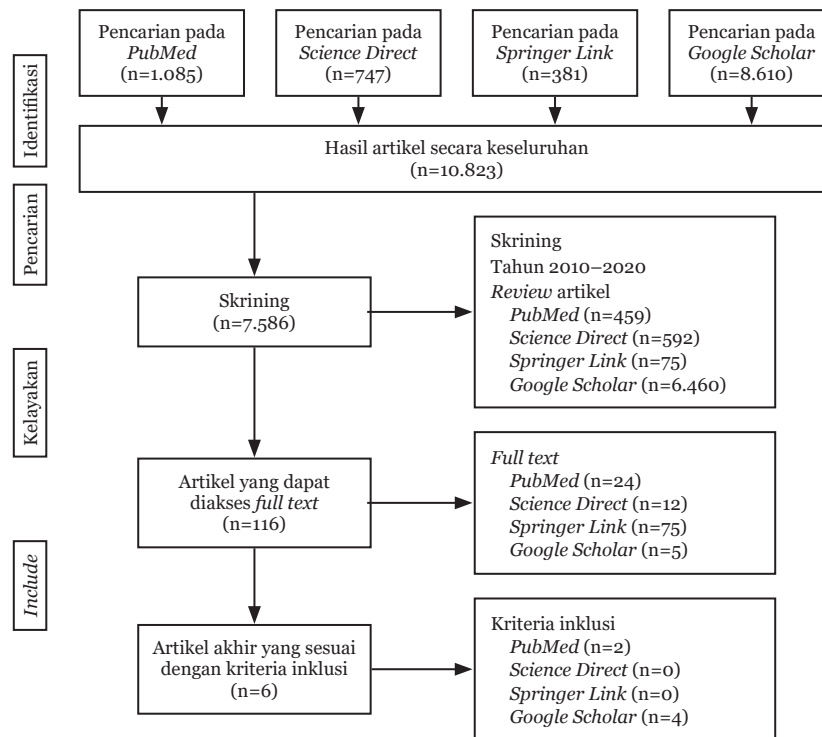 Identifikasi
Pencarian pada
PubMed
(n=1.085)
Pencarian pada
Science Direct
(n=747)
Pencarian pada
Springer Link
(n=381)
Pencarian pada
Google Scholar
(n=8.610)
Hasil artikel secara keseluruhan
(n=10.823)
Pencarian
Skrining
(n=7.586)
Skrining
Tahun 2010–2020
Review artikel
PubMed (n=459)
Science Direct (n=592)
Springer Link (n=75)
Google Scholar (n=6.460)
Kelayakan
Artikel yang dapat
diakses full text
(n=116)
Full text
PubMed (n=24)
Science Direct (n=12)
Springer Link (n=75)
Google Scholar (n=5)
Include
Artikel akhir yang sesuai
dengan kriteria inklusi
(n=6)
Kriteria inklusi
PubMed (n=2)
Science Direct (n=0)
Springer Link (n=0)
Google Scholar (n=4)